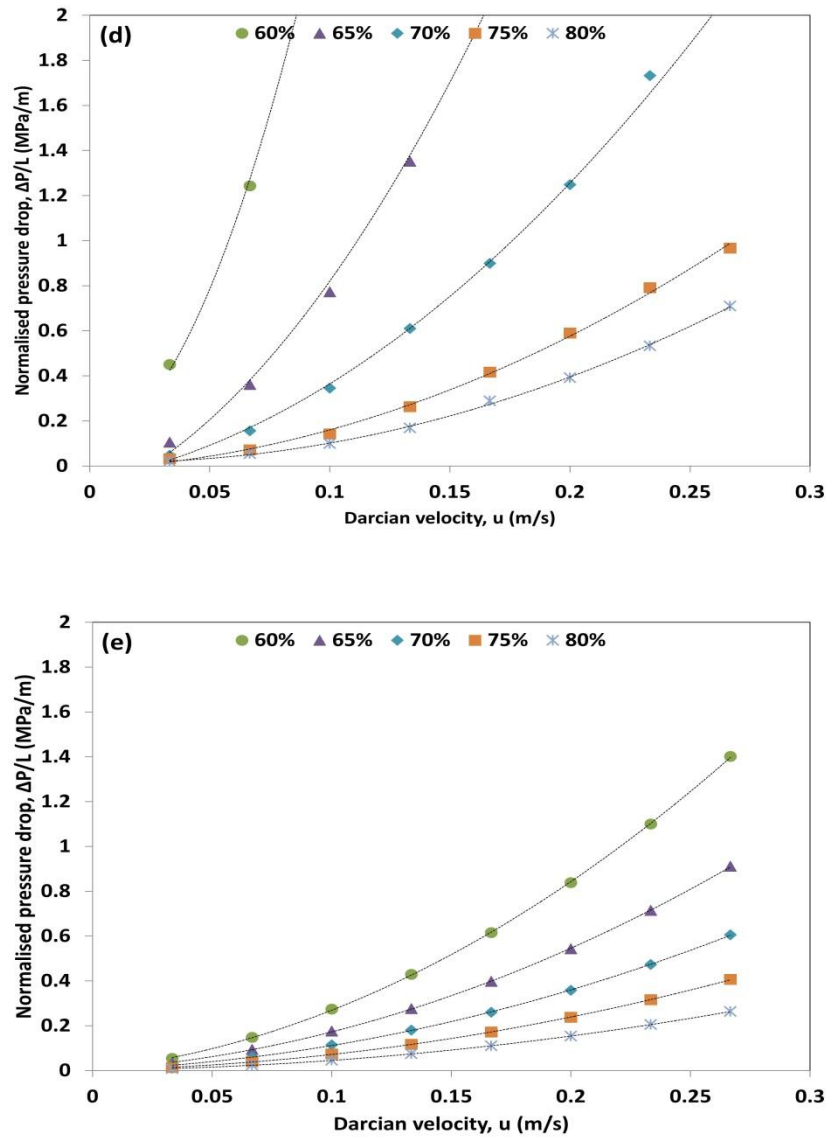 (d) 60% 65% 70% 75% 80%
Normalised pressure drop, ΔP/L (MPa/m)
2
1.8
1.6
1.4
1.2
1
0.8
0.6
0.4
0.2
0
0 0.05 0.1 0.15 0.2 0.25 0.3
Darcian velocity, u (m/s)
(e) 60% 65% 70% 75% 80%
Normalised pressure drop, ΔP/L (MPa/m)
2
1.8
1.6
1.4
1.2
1
0.8
0.6
0.4
0.2
0
0 0.05 0.1 0.15 0.2 0.25 0.3
Darcian velocity, u (m/s)